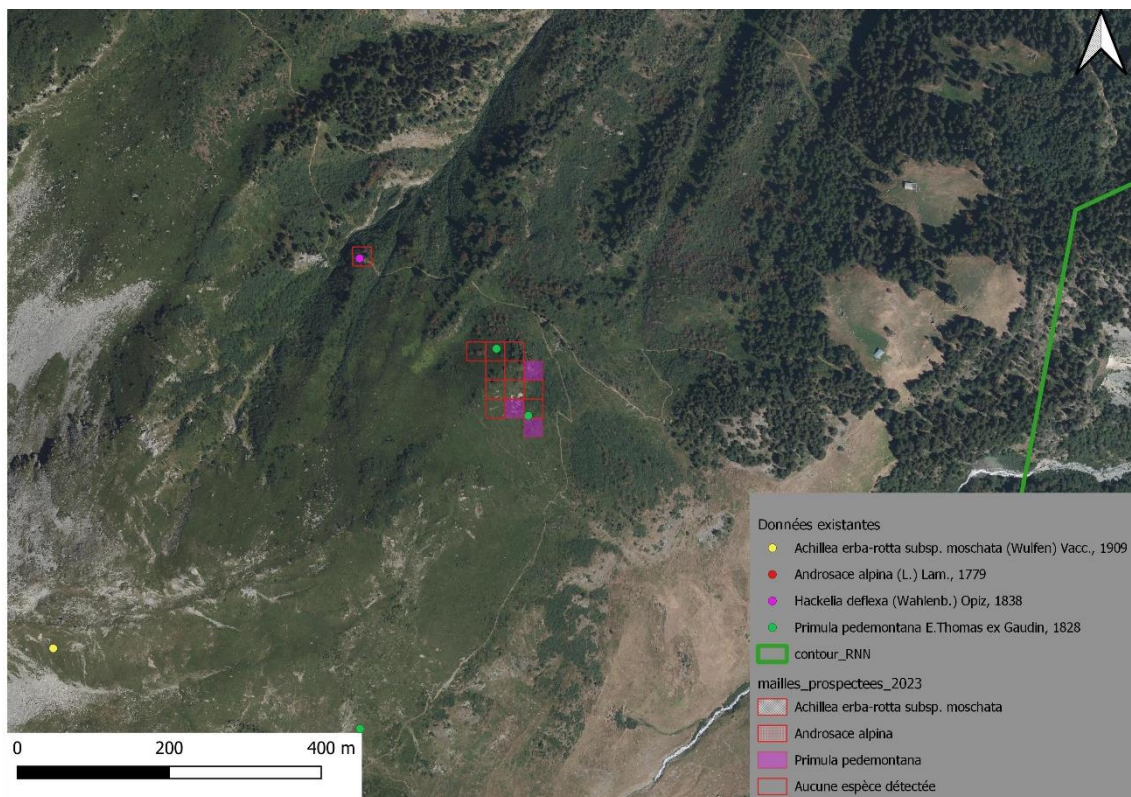 Données existantes
Achillea erba-rotta subsp. moschata (Wulfen) Vacc., 1909
Androsace alpina (L.) Lam., 1779
Hackelia deflexa (Wahlenb.) Opiz, 1838
Primula pedemontana E.Thomas ex Gaudin, 1828
contour_RNN
mailles_prospectees_2023
Achillea erba-rotta subsp. moschata
Androsace alpina
Primula pedemontana
Aucune espèce détectée
0 200 400 m